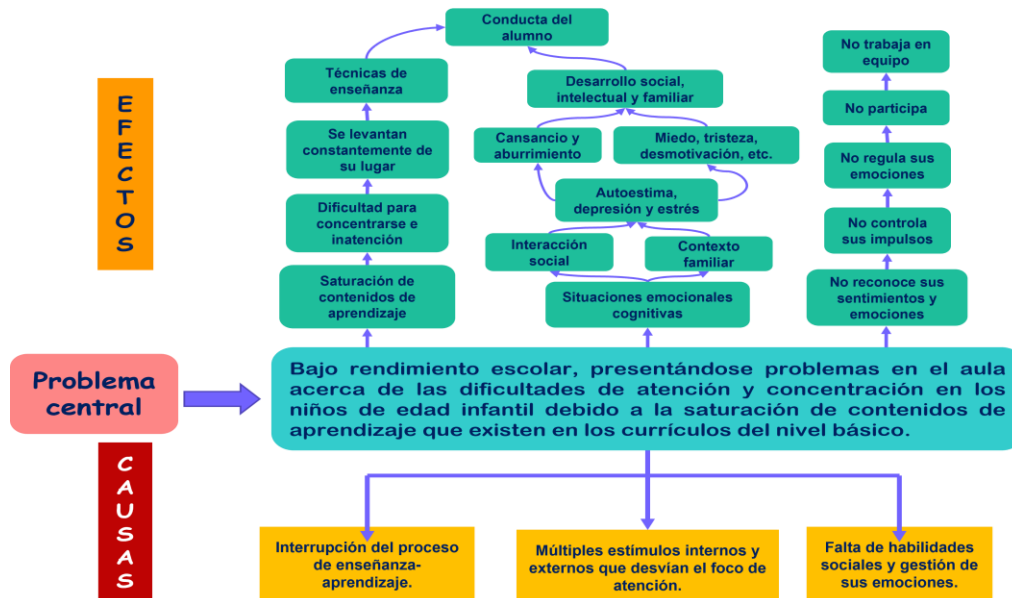 Conducta del
alumno
No trabaja en
equipo
Técnicas de
enseñanza
Desarrollo social,
intelectual y familiar
No participa
Se levantan
constantemente de
su lugar
Cansancio y
aburrimiento
Miedo, tristeza,
desmotivación, etc.
No regula sus
emociones
Autoestima,
depresión y estrés
Dificultad para
concentrarse e
inatención
No controla
sus impulsos
Interacción
social
Contexto
familiar
Saturación de
contenidos de
aprendizaje
Situaciones emocionales
cognitivas
No reconoce sus
sentimientos y
emociones
EFECTOS
Problema
central
Bajo rendimiento escolar, presentándose problemas en el aula
acerca de las dificultades de atención y concentración en los
niños de edad infantil debido a la saturación de contenidos de
aprendizaje que existen en los currículos del nivel básico.
CAUSAS
Interrupción del proceso
de enseñanza-
aprendizaje.
Múltiples estímulos internos y
externos que desvían el foco de
atención.
Falta de habilidades
sociales y gestión de
sus emociones.